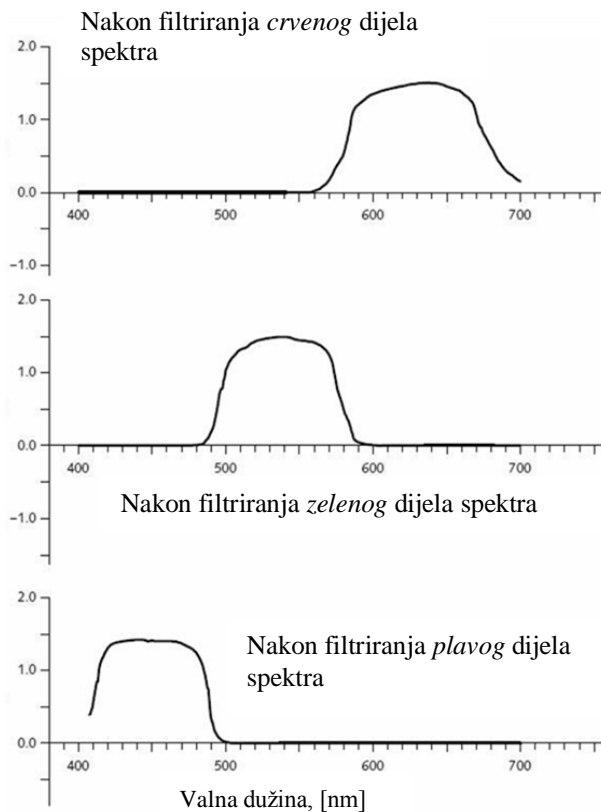 Nakon filtriranja crvenog dijela
spektra
2.0
1.0
0.0
400 500 600 700
−1.0
2.0
1.0
0.0
400 500 600 700
Nakon filtriranja zelenog dijela spektra
−1.0
2.0
Nakon filtriranja plavog dijela
spektra
1.0
0.0
400 500 600 700
Valna dužina, [nm]